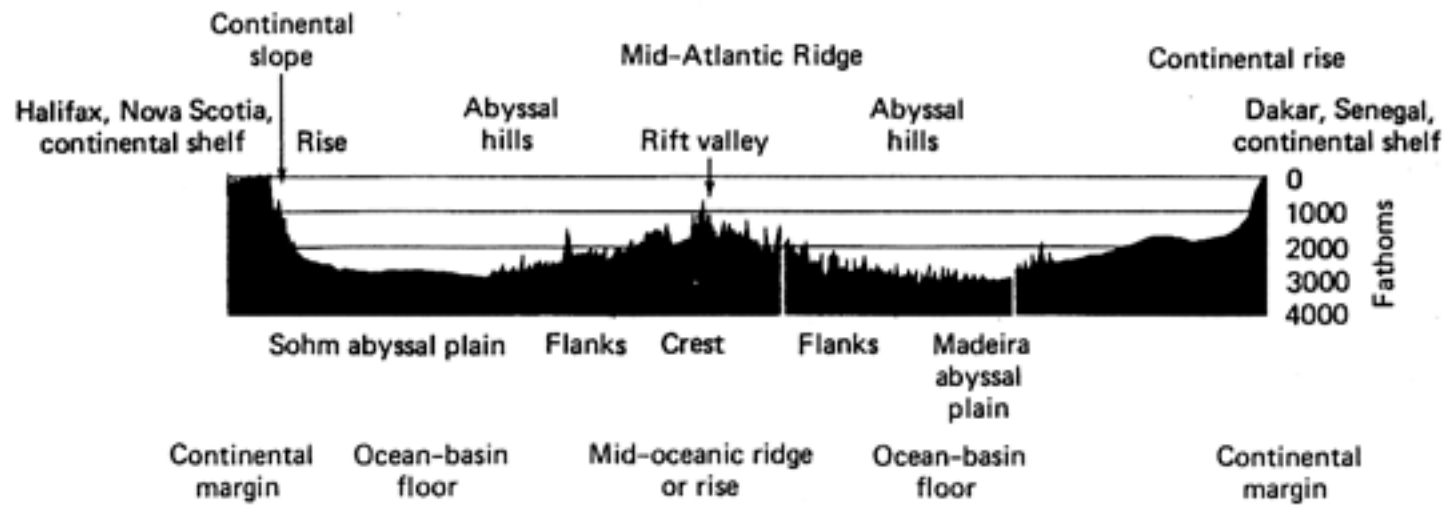 Continental
slope
Mid-Atlantic Ridge
Continental rise
Halifax, Nova Scotia,
continental shelf
Rise
Abyssal
hills
Rift valley
Abyssal
hills
Dakar, Senegal,
continental shelf
0
1000
2000
3000
4000
Fathoms
Sohm abyssal plain
Flanks
Crest
Flanks
Madeira
abyssal
plain
Continental
margin
Ocean-basin
floor
Mid-oceanic ridge
or rise
Ocean-basin
floor
Continental
margin